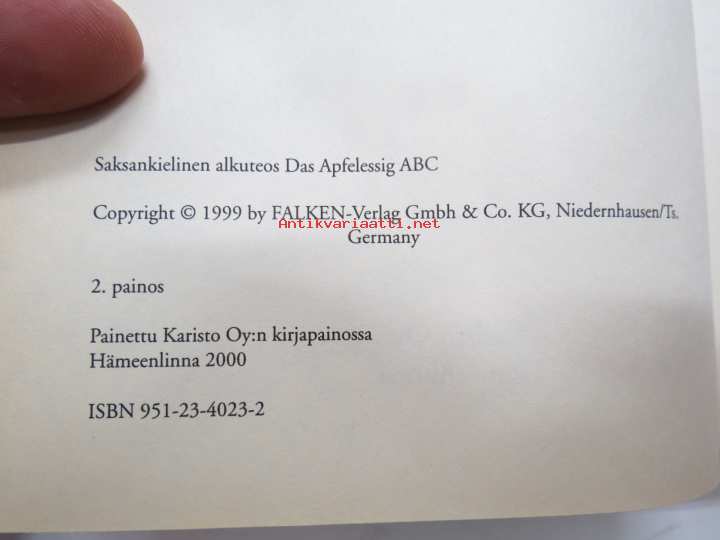 Saksankielinen alkuteos Das Apfelessig ABC
Copyright © 1999 by FALKEN-Verlag Gmbh & Co. KG, Niedernhausen/Ts.
Antikvariaatti.net
Germany
2. painos
Painettu Karisto Oy:n kirjapainossa
Hämeenlinna 2000
ISBN 951-23-4023-2